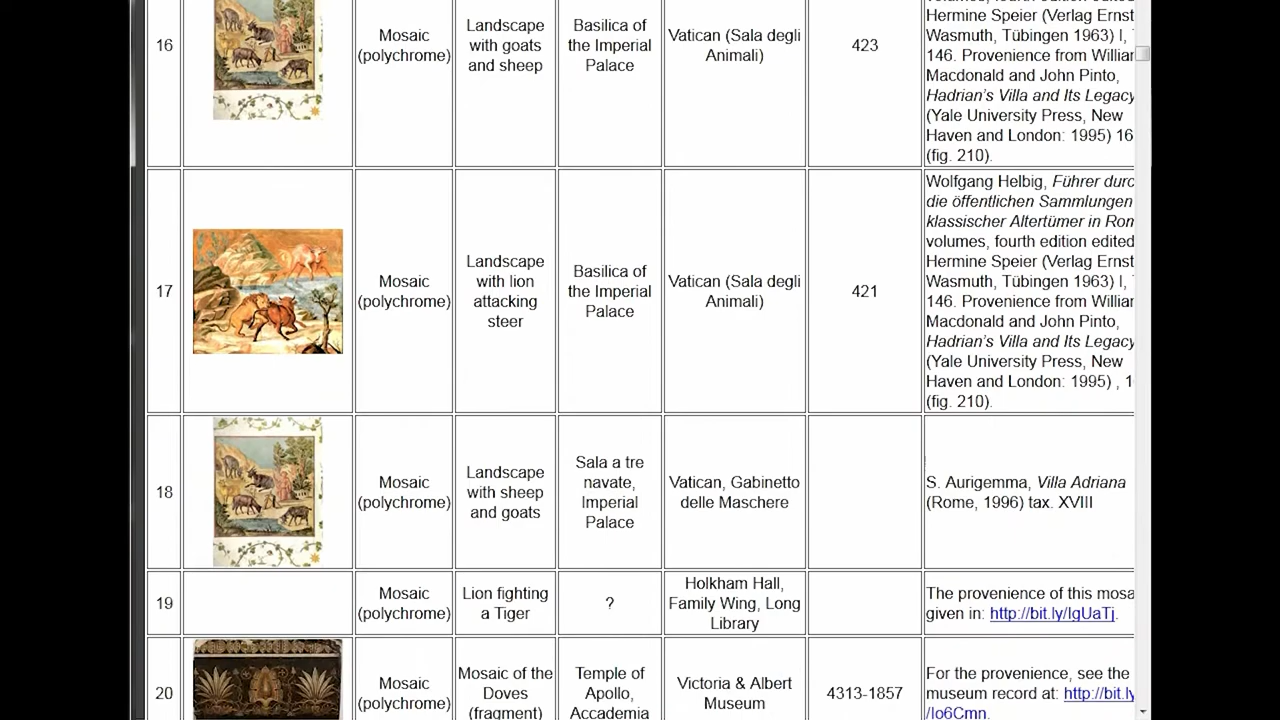 16
Mosaic
(polychrome)
Landscape
with goats
and sheep
Basilica of
the Imperial
Palace
Vatican (Sala degli
Animali)
423
Hermine Speier (Verlag Ernst
Wasmuth, Tübingen 1963) I,
146. Provenience from
Macdonald and John Pinto,
Hadrian's Villa and Its Legacy
(Yale University Press, New
Haven and London: 1995) 16
(fig. 210).
17
Mosaic
(polychrome)
Landscape
with lion
attacking
steer
Basilica of
the Imperial
Palace
Vatican (Sala degli
Animali)
421
Wolfgang Helbig, Führer
die öffentlichen Sammlungen
klassischer Altertümer in
volumes, fourth edition edited
Hermine Speier (Verlag Ernst
Wasmuth, Tübingen 1963) I,
146. Provenience from
Macdonald and John Pinto,
Hadrian's Villa and Its Legacy
(Yale University Press, New
Haven and London: 1995) , 1
(fig. 210).
18
Mosaic
(polychrome)
Landscape
with sheep
and goats
Sala a tre
navate,
Imperial
Palace
Vatican, Gabinetto
delle Maschere
S. Aurigemma, Villa Adriana
(Rome, 1996) tax. XVIII
19
Mosaic
(polychrome)
Lion fighting
a Tiger
?
Holkham Hall,
Family Wing, Long
Library
The provenience of this
given in: http://bit.ly/IgUaTj.
20
Mosaic
(polychrome)
Mosaic of the
Doves
(fragment)
Temple of
Apollo,
Accademia
Victoria & Albert
Museum
4313-1857
For the provenience, see the
museum record at: http://bit.ly
/Io6Cmn.